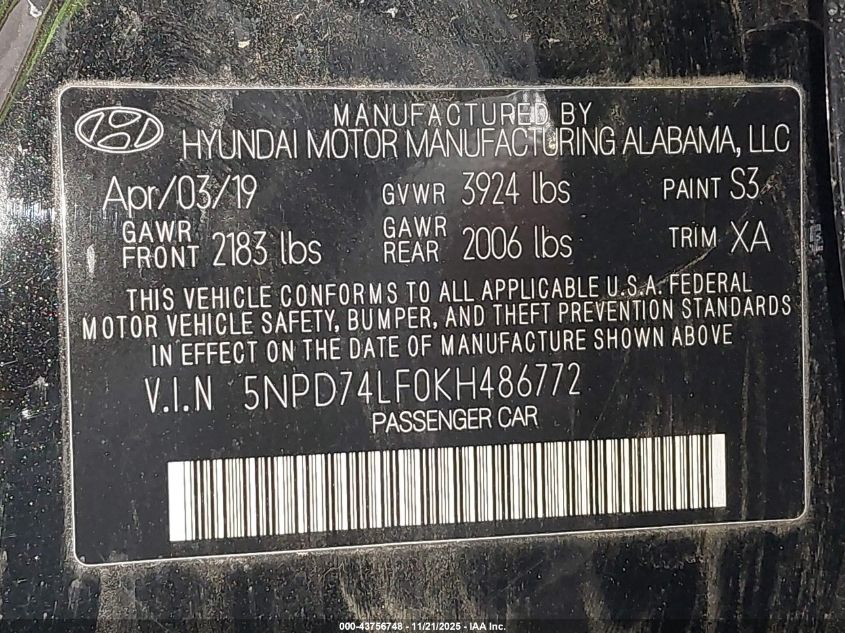 MANUFACTURED BY
HYUNDAI MOTOR MANUFACTURING ALABAMA, LLC
Apr/03/19 GVWR 3924 lbs PAINT S3
GAWR FRONT 2183 lbs GAWR REAR 2006 lbs TRIM XA
THIS VEHICLE CONFORMS TO ALL APPLICABLE U.S.A. FEDERAL
MOTOR VEHICLE SAFETY, BUMPER, AND THEFT PREVENTION STANDARDS
IN EFFECT ON THE DATE OF MANUFACTURE SHOWN ABOVE
V.I.N 5NPD74LF0KH486772
PASSENGER CAR
000-43756748 - 11/21/2025 - IAA Inc.